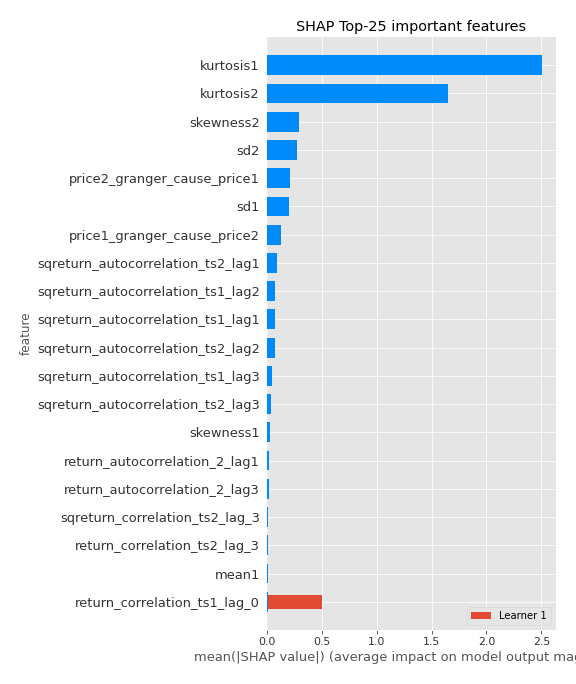 SHAP Top-25 important features
kurtosis1
kurtosis2
skewness2
sd2
price2_granger_cause_price1
sd1
price1_granger_cause_price2
sqreturn_autocorrelation_ts2_lag1
sqreturn_autocorrelation_ts1_lag2
sqreturn_autocorrelation_ts1_lag1
sqreturn_autocorrelation_ts2_lag2
sqreturn_autocorrelation_ts1_lag3
sqreturn_autocorrelation_ts2_lag3
skewness1
return_autocorrelation_2_lag1
return_autocorrelation_2_lag3
sqreturn_correlation_ts2_lag_3
return_correlation_ts2_lag_3
mean1
return_correlation_ts1_lag_0
feature
Learner 1
0.0 0.5 1.0 1.5 2.0 2.5
mean(|SHAP value|) (average impact on model output mag